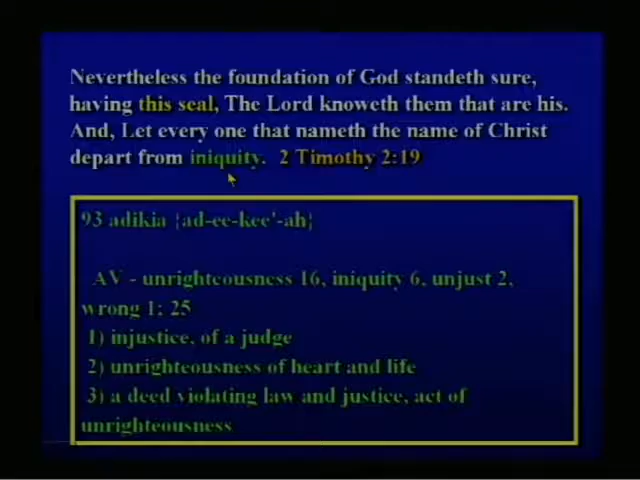 Nevertheless the foundation of God standeth sure,
having this seal, The Lord knoweth them that are his.
And, Let every one that nameth the name of Christ
depart from iniquity. 2 Timothy 2:19
93 adikia {ad-ee-kee'-ah}
AV - unrighteousness 16, iniquity 6, unjust 2,
wrong 1; 25
1) injustice, of a judge
2) unrighteousness of heart and life
3) a deed violating law and justice, act of
unrighteousness